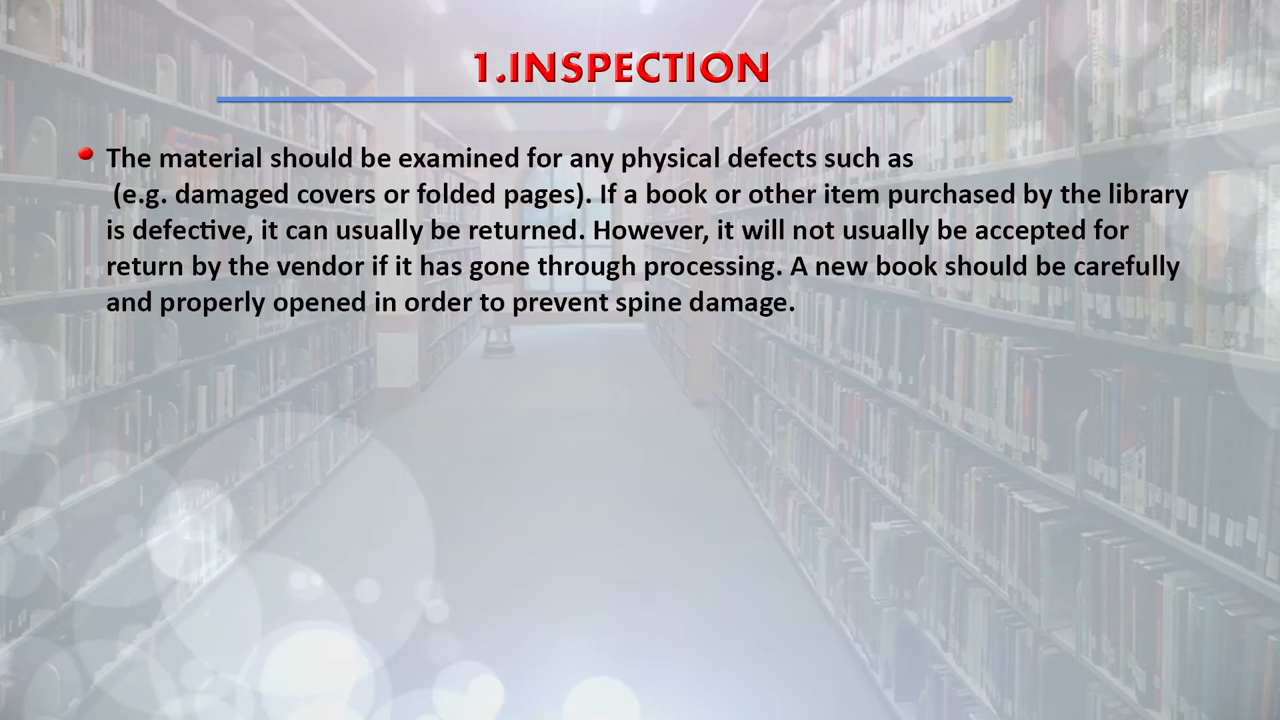 1.INSPECTION
The material should be examined for any physical defects such as
(e.g. damaged covers or folded pages). If a book or other item purchased by the library
is defective, it can usually be returned. However, it will not usually be accepted for
return by the vendor if it has gone through processing. A new book should be carefully
and properly opened in order to prevent spine damage.